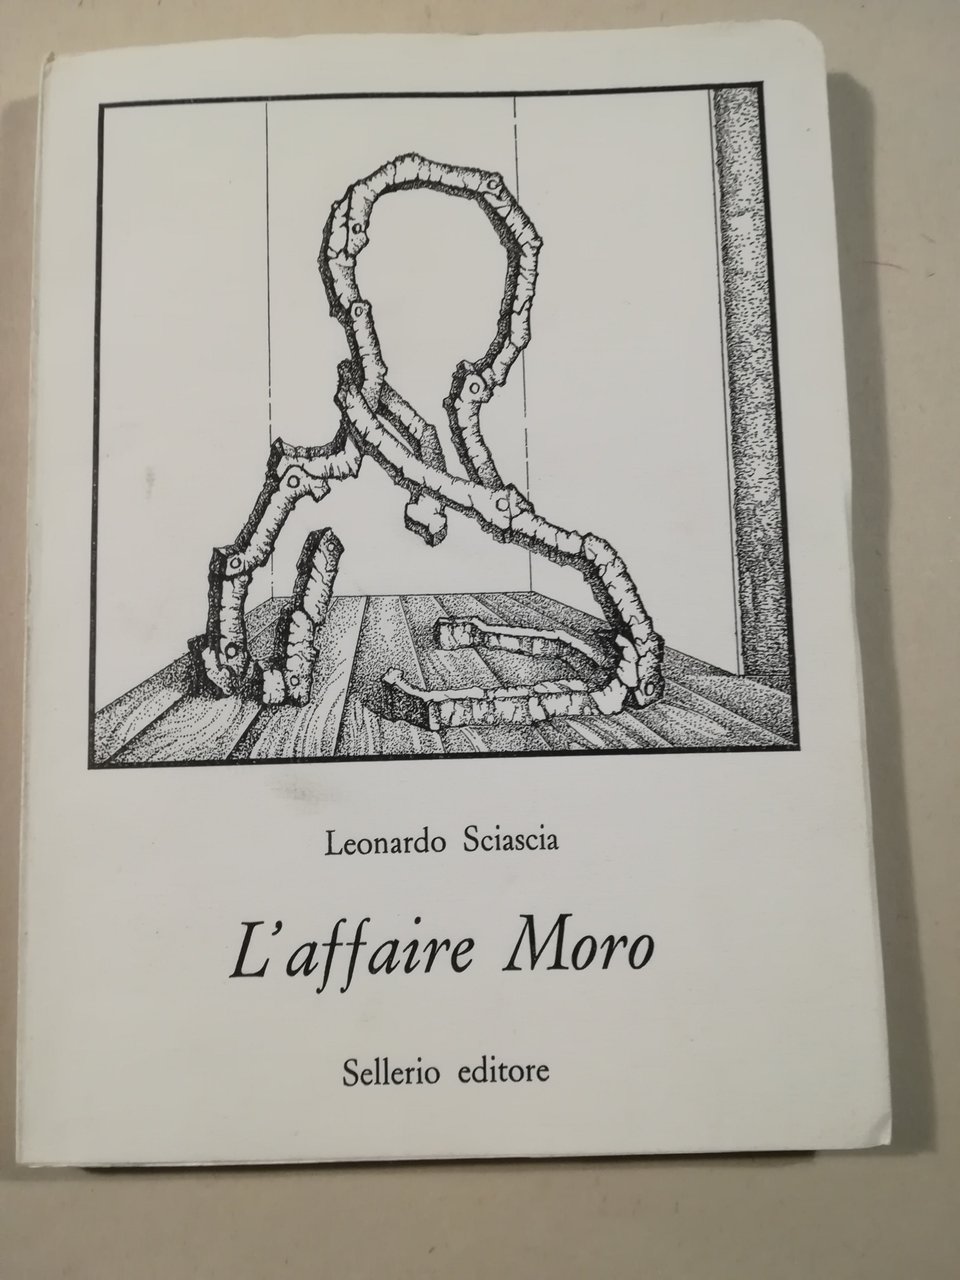 Leonardo Sciascia
L'affaire Moro
Sellerio editore